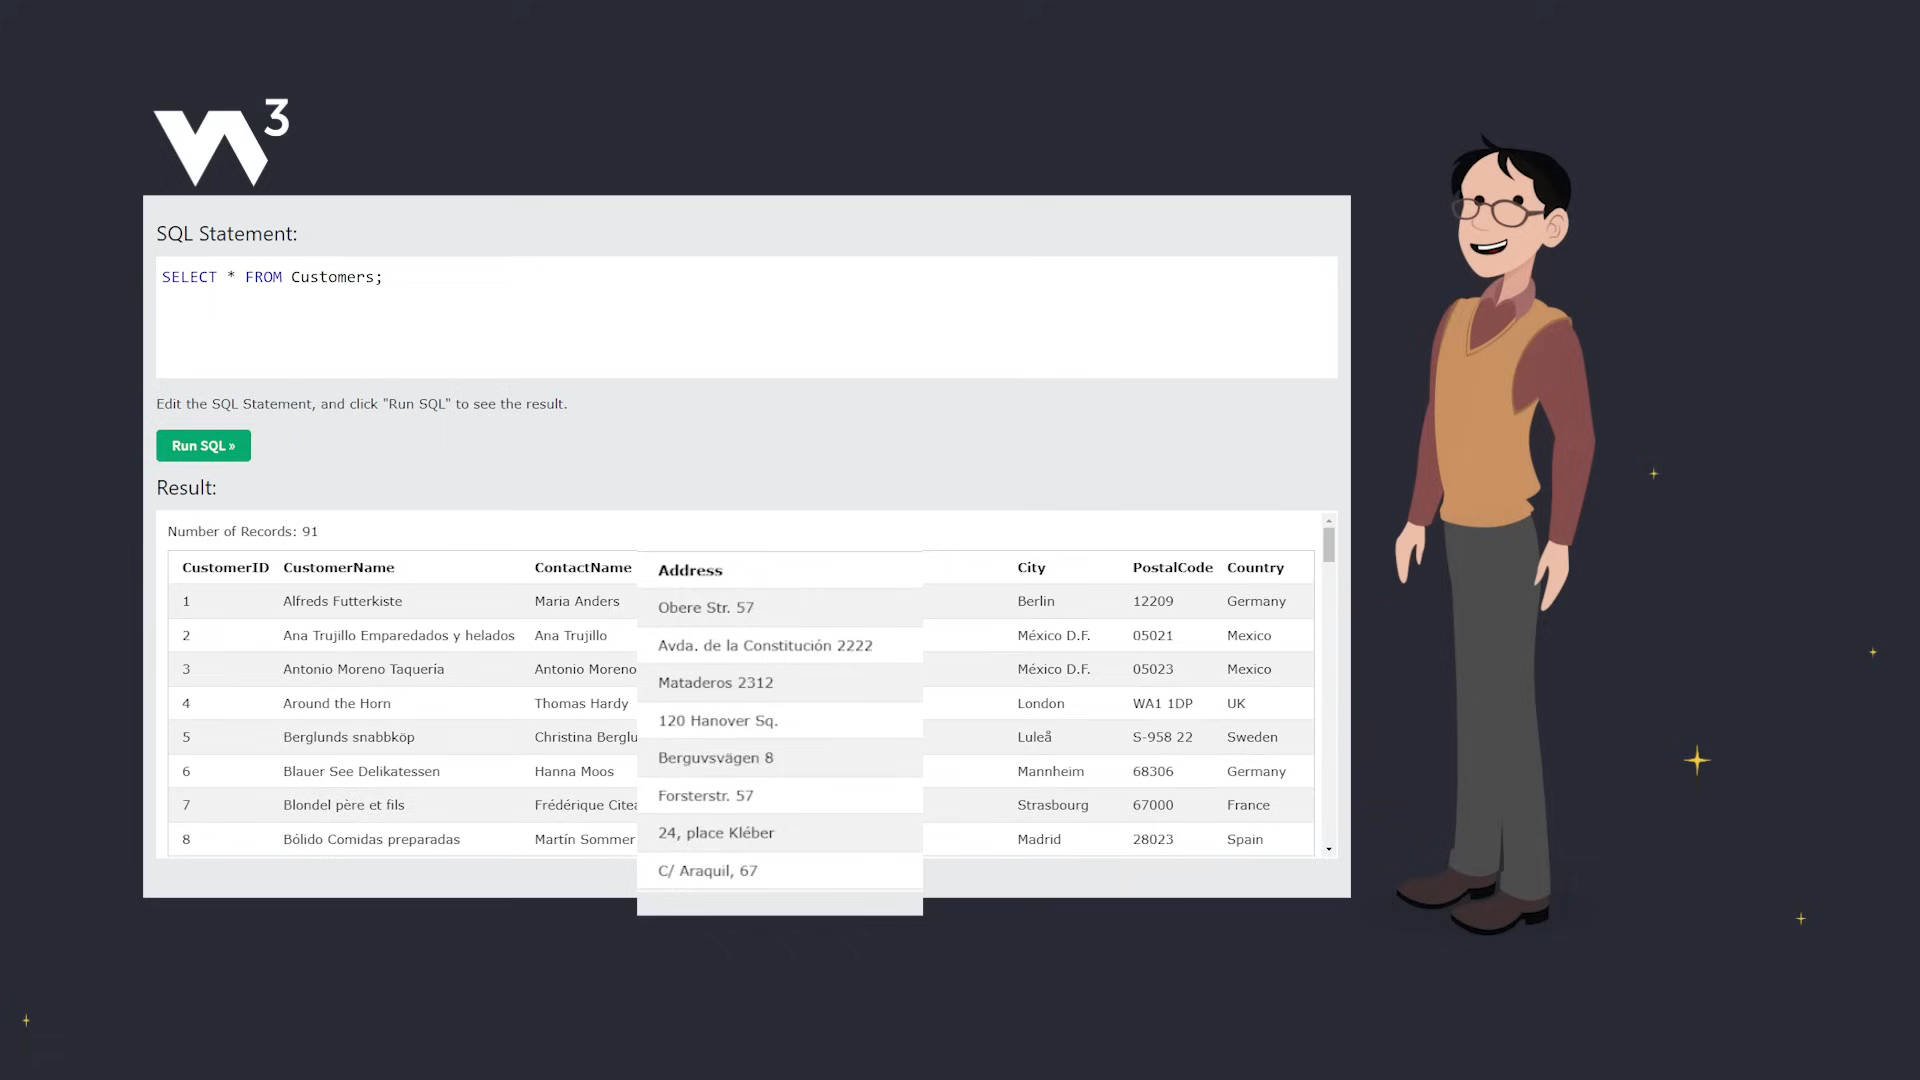 W3
SQL Statement:
SELECT * FROM Customers;
Edit the SQL Statement, and click "Run SQL" to see the result.
Run SQL »
Result:
Number of Records: 91
CustomerID CustomerName ContactName Address City PostalCode Country
1 Alfreds Futterkiste Maria Anders Obere Str. 57 Berlin 12209 Germany
2 Ana Trujillo Emparedados y helados Ana Trujillo Avda. de la Constitución 2222 México D.F. 05021 Mexico
3 Antonio Moreno Taquería Antonio Moreno Mataderos 2312 México D.F. 05023 Mexico
4 Around the Horn Thomas Hardy 120 Hanover Sq. London WA1 1DP UK
5 Berglunds snabbköp Christina Berglu Berguvsvägen 8 Luleå S-958 22 Sweden
6 Blauer See Delikatessen Hanna Moos Forsterstr. 57 Mannheim 68306 Germany
7 Blondel père et fils Frédérique Citea 24, place Kléber Strasbourg 67000 France
8 Bólido Comidas preparadas Martín Sommer C/ Araquil, 67 Madrid 28023 Spain